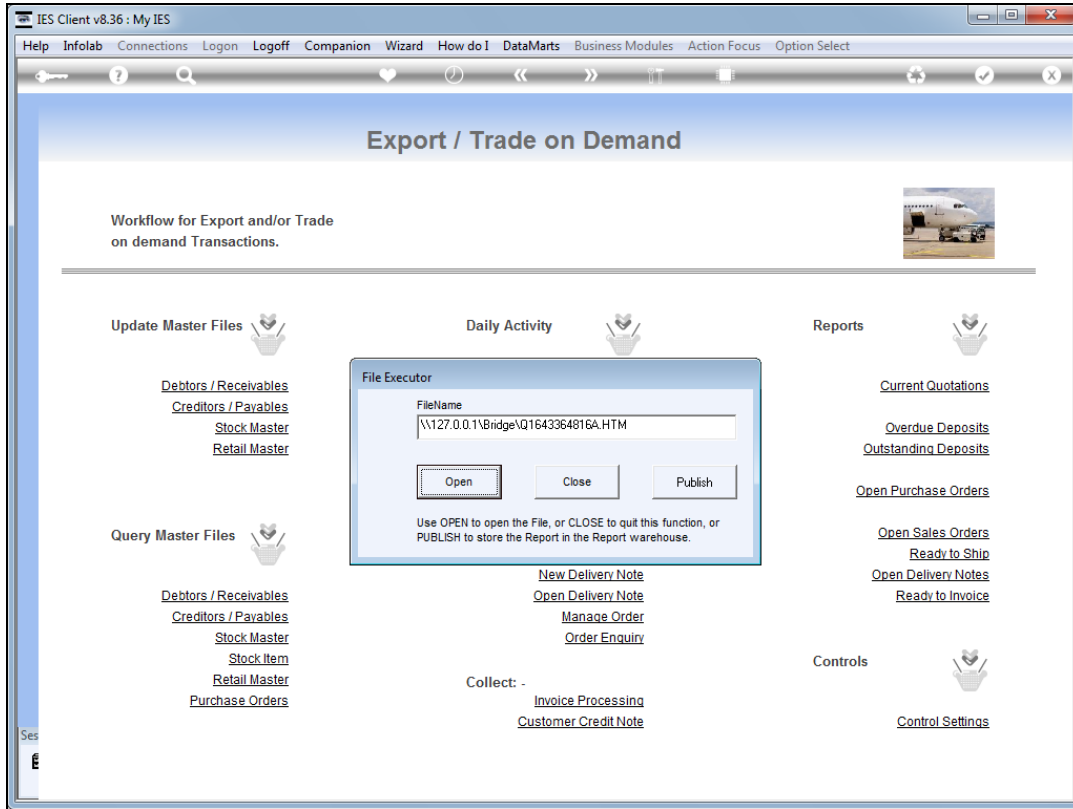 IES Client v8.36 : My IES
Help Infolab Connections Logon Logoff Companion Wizard How do I DataMarts Business Modules Action Focus Option Select
Export / Trade on Demand
Workflow for Export and/or Trade
on demand Transactions.
Update Master Files
Debtors / Receivables
Creditors / Payables
Stock Master
Retail Master
Query Master Files
Debtors / Receivables
Creditors / Payables
Stock Master
Stock Item
Retail Master
Purchase Orders
Daily Activity
File Executor
FileName
\\127.0.0.1\Bridge\Q1643364816A.HTM
Open Close Publish
Use OPEN to open the File, or CLOSE to quit this function, or
PUBLISH to store the Report in the Report warehouse.
New Delivery Note
Open Delivery Note
Manage Order
Order Enquiry
Collect: -
Invoice Processing
Customer Credit Note
Reports
Current Quotations
Overdue Deposits
Outstanding Deposits
Open Purchase Orders
Open Sales Orders
Ready to Ship
Open Delivery Notes
Ready to Invoice
Controls
Control Settings
Ses